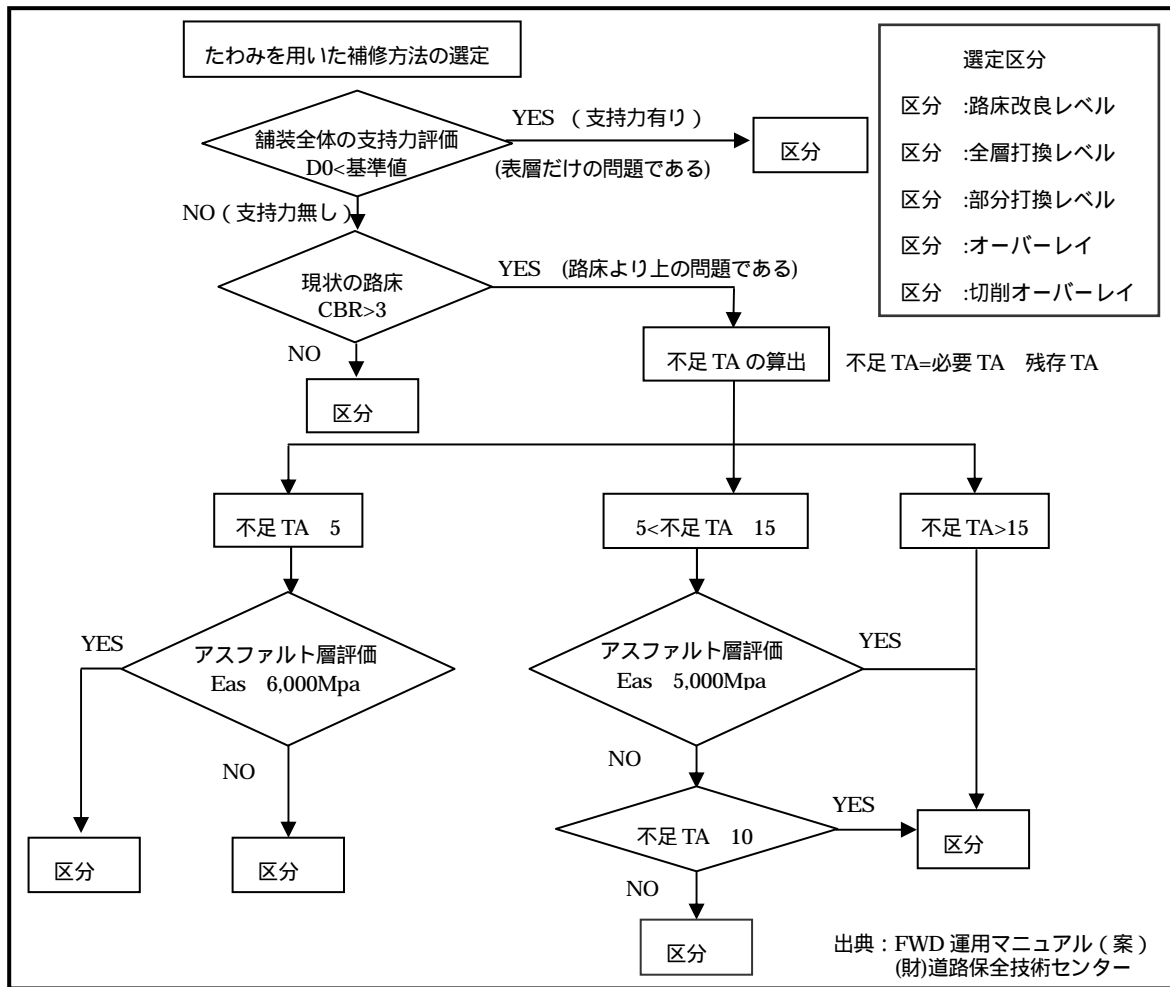 たわみを用いた補修方法の選定
選定区分
区分　:路床改良レベル
区分　:全層打換レベル
区分　:部分打換レベル
区分　:オーバーレイ
区分　:切削オーバーレイ
舗装全体の支持力評価
D0<基準値
YES （支持力有り）
(表層だけの問題である)
区分
NO（支持力無し）
現状の路床
CBR>3
YES (路床より上の問題である)
NO
区分
不足 TA の算出
不足 TA=必要 TA　残存 TA
不足 TA　5
5<不足 TA　15
不足 TA>15
YES
アスファルト層評価
Eas　6,000Mpa
NO
区分
区分
アスファルト層評価
Eas　5,000Mpa
YES
NO
不足 TA　10
YES
区分
NO
区分
出典：FWD 運用マニュアル（案）
(財)道路保全技術センター